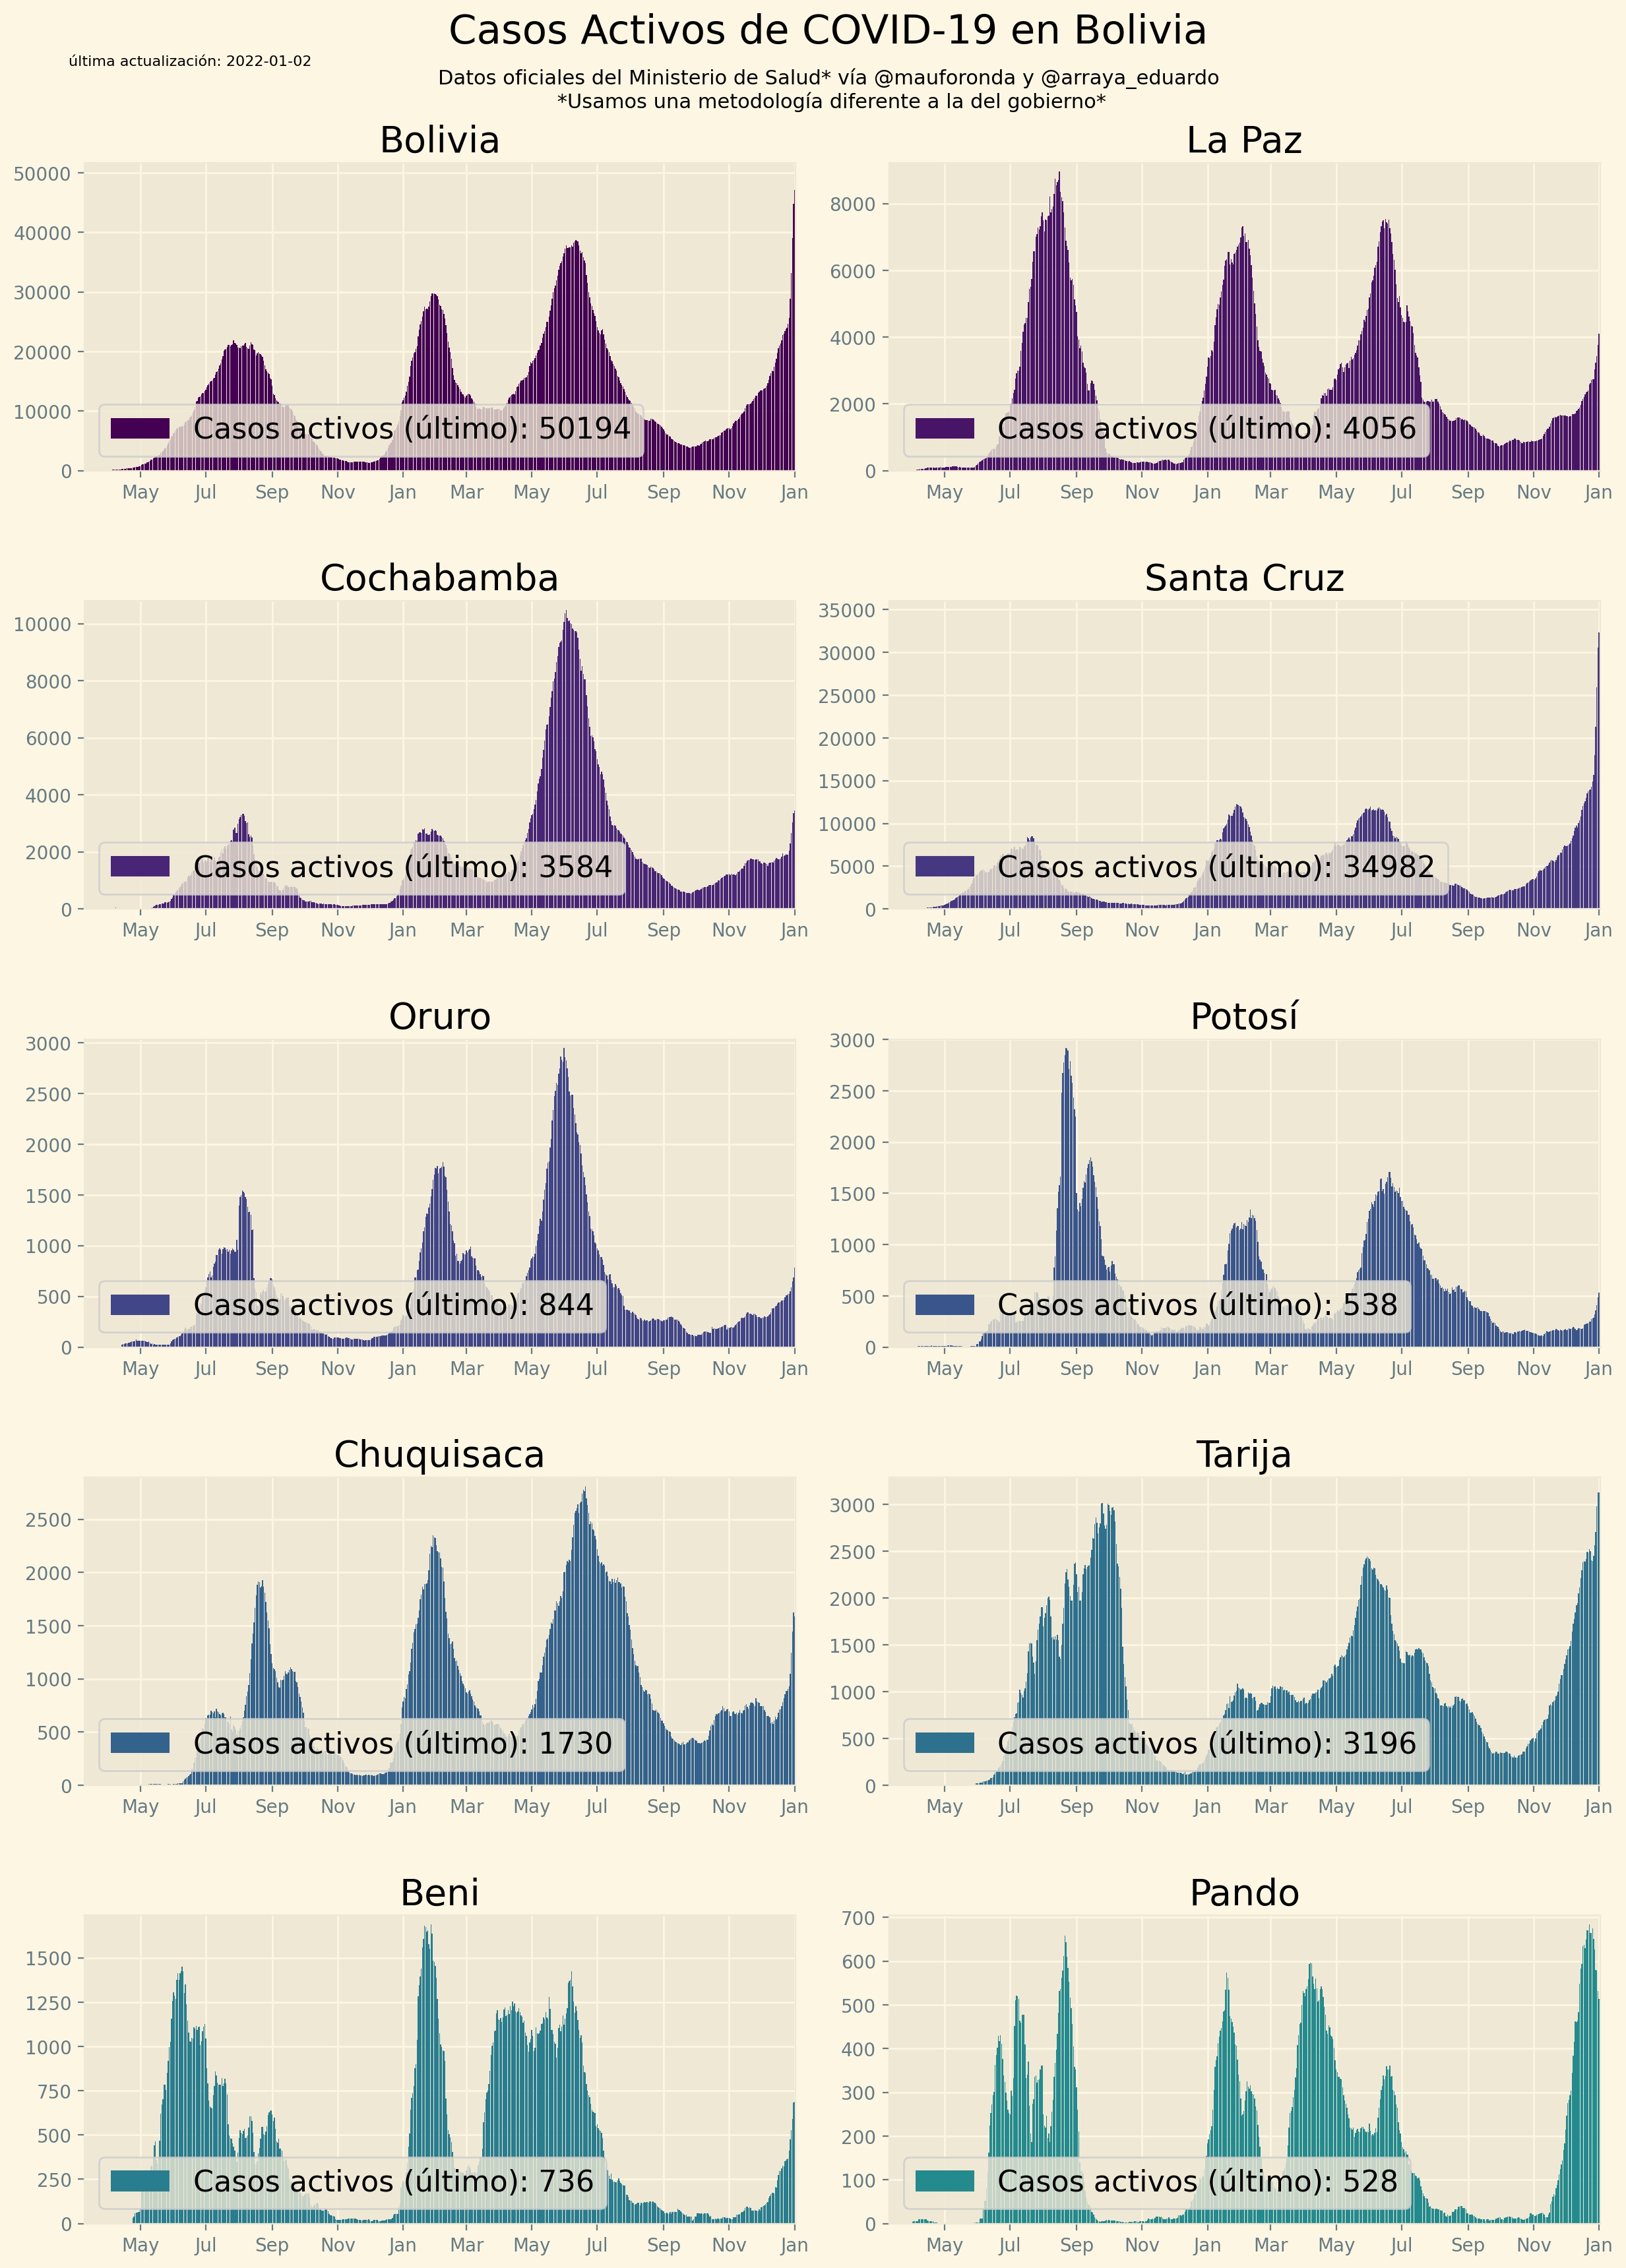 Casos Activos de COVID-19 en Bolivia
última actualización: 2022-01-02
Datos oficiales del Ministerio de Salud* vía @mauforonda y @arraya_eduardo
*Usamos una metodología diferente a la del gobierno*
Bolivia
50000
40000
30000
20000
10000
0
Casos activos (último): 50194
May Jul Sep Nov Jan Mar May Jul Sep Nov Jan
La Paz
8000
6000
4000
2000
0
Casos activos (último): 4056
May Jul Sep Nov Jan Mar May Jul Sep Nov Jan
Cochabamba
10000
8000
6000
4000
2000
0
Casos activos (último): 3584
May Jul Sep Nov Jan Mar May Jul Sep Nov Jan
Santa Cruz
35000
30000
25000
20000
15000
10000
5000
0
Casos activos (último): 34982
May Jul Sep Nov Jan Mar May Jul Sep Nov Jan
Oruro
3000
2500
2000
1500
1000
500
0
Casos activos (último): 844
May Jul Sep Nov Jan Mar May Jul Sep Nov Jan
Potosí
3000
2000
1500
1000
500
0
Casos activos (último): 538
May Jul Sep Nov Jan Mar May Jul Sep Nov Jan
Chuquisaca
2500
2000
1500
1000
500
0
Casos activos (último): 1730
May Jul Sep Nov Jan Mar May Jul Sep Nov Jan
Tarija
3000
2500
2000
1500
1000
500
0
Casos activos (último): 3196
May Jul Sep Nov Jan Mar May Jul Sep Nov Jan
Beni
1500
1250
1000
750
500
250
0
Casos activos (último): 736
May Jul Sep Nov Jan Mar May Jul Sep Nov Jan
Pando
700
600
500
400
300
200
100
0
Casos activos (último): 528
May Jul Sep Nov Jan Mar May Jul Sep Nov Jan